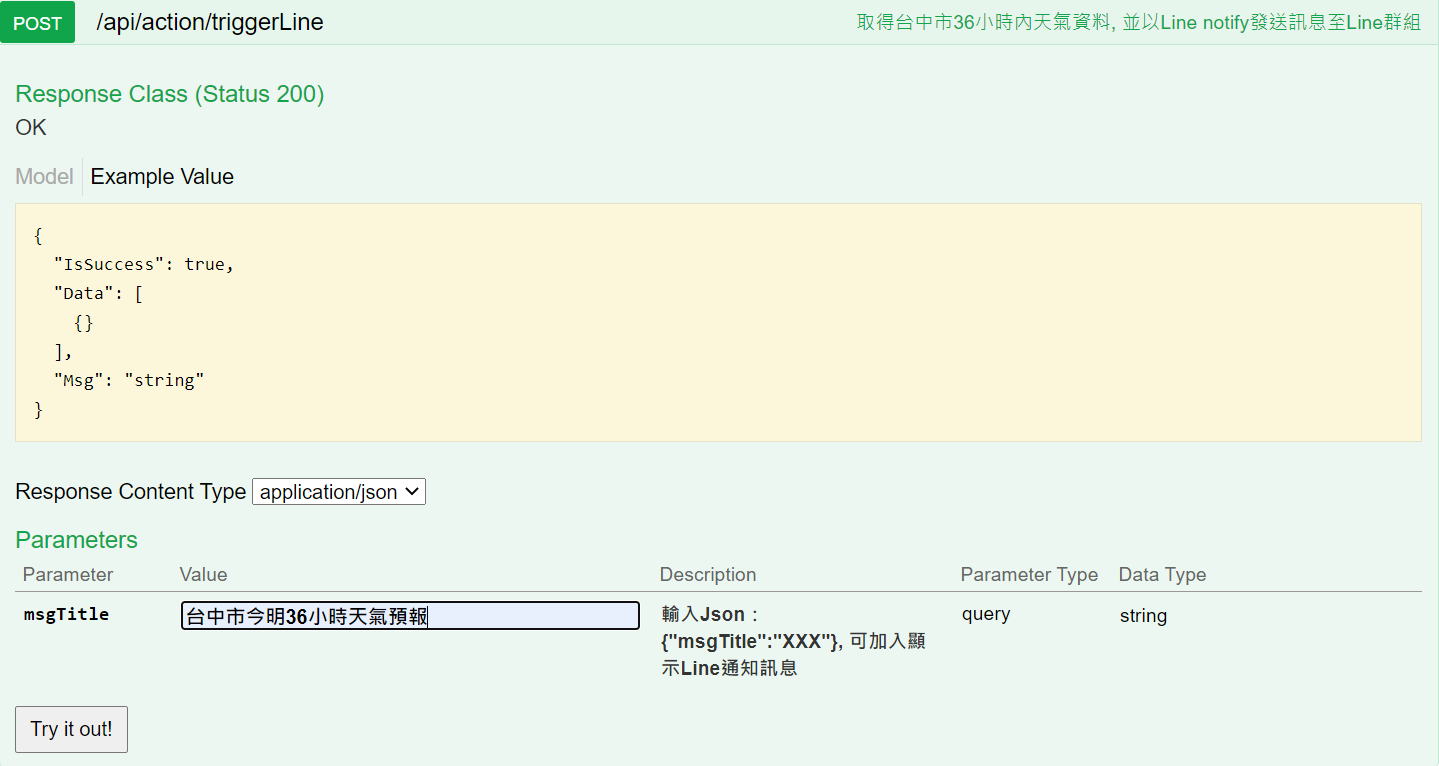 POST /api/action/triggerLine 取得台中市36小時內天氣資料, 並以Line notify發送訊息至Line群組
Response Class (Status 200)
OK
Model Example Value
{
"IsSuccess": true,
"Data": [
{}
],
"Msg": "string"
}
Response Content Type application/json
Parameters
Parameter Value Description Parameter Type Data Type
msgTitle 台中市今明36小時天氣預報 輸入Json： query string
{"msgTitle":"XXX"}, 可加入顯
示Line通知訊息
Try it out!